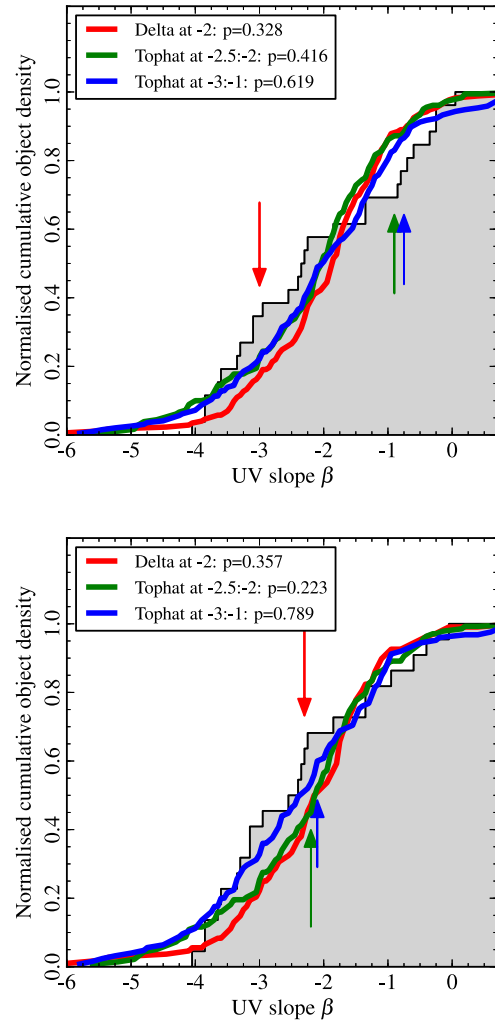 Delta at -2: p=0.328
Tophat at -2.5:-2: p=0.416
Tophat at -3:-1: p=0.619
Normalised cumulative object density
1.0
0.8
0.6
0.4
0.2
0.0
-6 -5 -4 -3 -2 -1 0
UV slope β
Delta at -2: p=0.357
Tophat at -2.5:-2: p=0.223
Tophat at -3:-1: p=0.789
Normalised cumulative object density
1.0
0.8
0.6
0.4
0.2
0.0
-6 -5 -4 -3 -2 -1 0
UV slope β